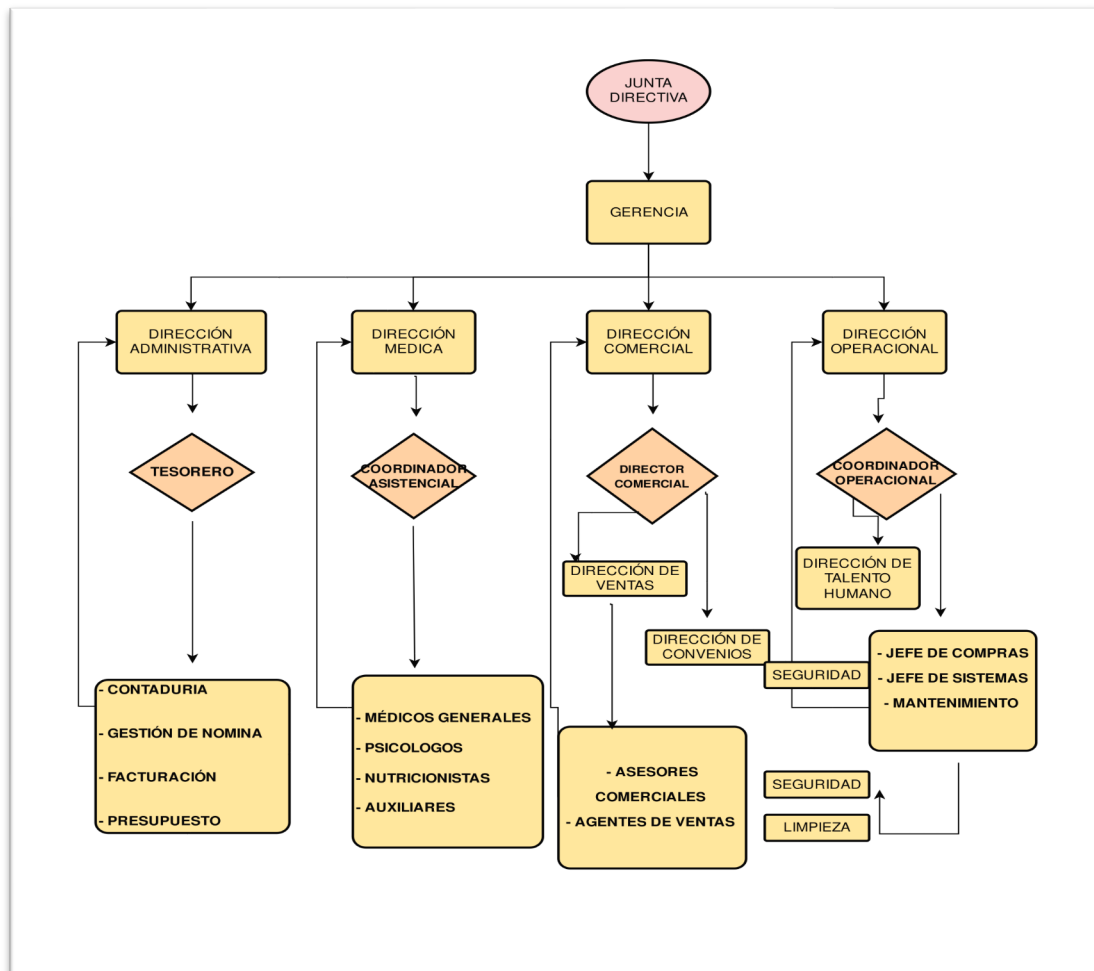 JUNTA
DIRECTIVA
GERENCIA
DIRECCIÓN
ADMINISTRATIVA
DIRECCIÓN
MEDICA
DIRECCIÓN
COMERCIAL
DIRECCIÓN
OPERACIONAL
TESORERO
COORDINADOR
ASISTENCIAL
DIRECTOR
COMERCIAL
COORDINADOR
OPERACIONAL
DIRECCIÓN DE
VENTAS
DIRECCIÓN DE
TALENTO
HUMANO
DIRECCIÓN DE
CONVENIOS
SEGURIDAD
- JEFE DE COMPRAS
- JEFE DE SISTEMAS
- MANTENIMIENTO
- CONTADURIA
- GESTIÓN DE NOMINA
- FACTURACIÓN
- PRESUPUESTO
- MÉDICOS GENERALES
- PSICOLOGOS
- NUTRICIONISTAS
- AUXILIARES
- ASESORES
COMERCIALES
- AGENTES DE VENTAS
SEGURIDAD
LIMPIEZA